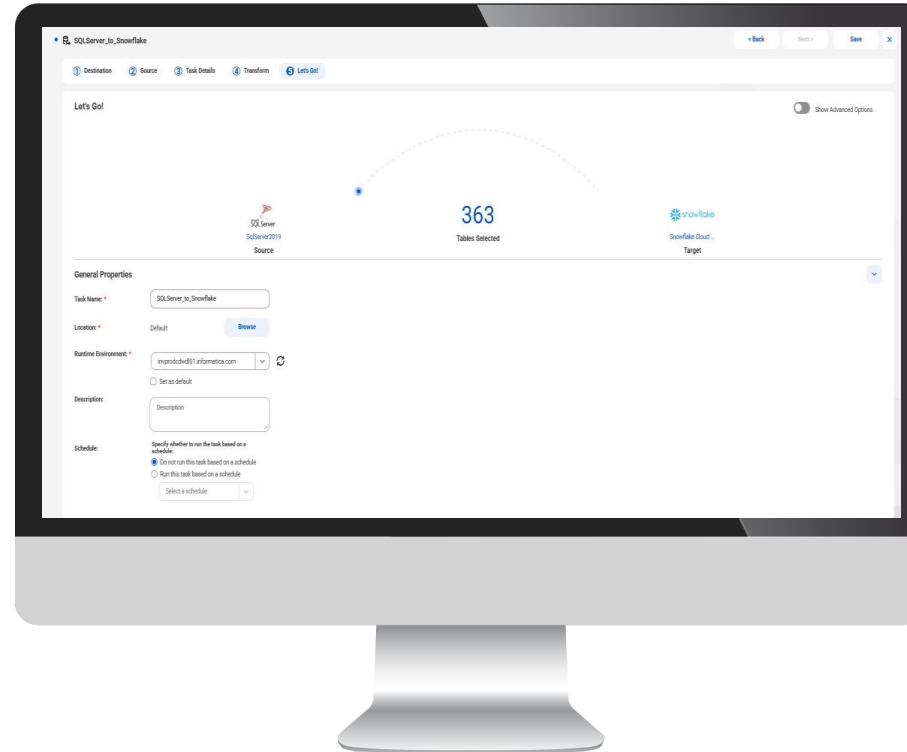 SQLServer_to_Snowflake
< Back Next > Save X
1 Destination 2 Source 3 Task Details 4 Transform 5 Let's Go!
Let's Go!
Show Advanced Options
SQL Server
363
snowflake
SqlServer2019
Tables Selected
Snowflake Cloud ...
Source
Target
General Properties
Task Name: * SQLServer_to_Snowflake
Location: * Default Browse
Runtime Environment: * invprodcdwdl01.informatica.com
Set as default
Description: Description
Schedule: Specify whether to run the task based on a
schedule:
Do not run this task based on a schedule
Run this task based on a schedule
Select a schedule